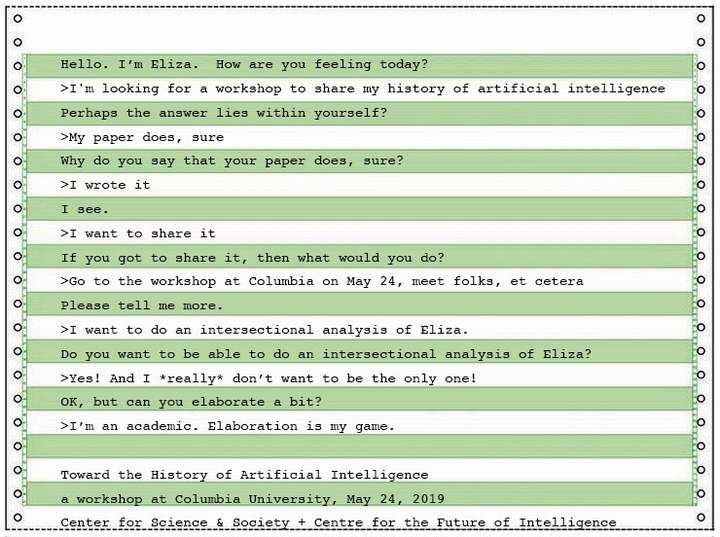 Hello. I’m Eliza.  How are you feeling today?
>I'm looking for a workshop to share my history of artificial intelligence
Perhaps the answer lies within yourself?
>My paper does, sure
Why do you say that your paper does, sure?
>I wrote it
I see.
>I want to share it
If you got to share it, then what would you do?
>Go to the workshop at Columbia on May 24, meet folks, et cetera
Please tell me more.
>I want to do an intersectional analysis of Eliza.
Do you want to be able to do an intersectional analysis of Eliza?
>Yes! And I *really* don’t want to be the only one!
OK, but can you elaborate a bit?
>I’m an academic. Elaboration is my game.
Toward the History of Artificial Intelligence
a workshop at Columbia University, May 24, 2019
Center for Science & Society + Centre for the Future of Intelligence